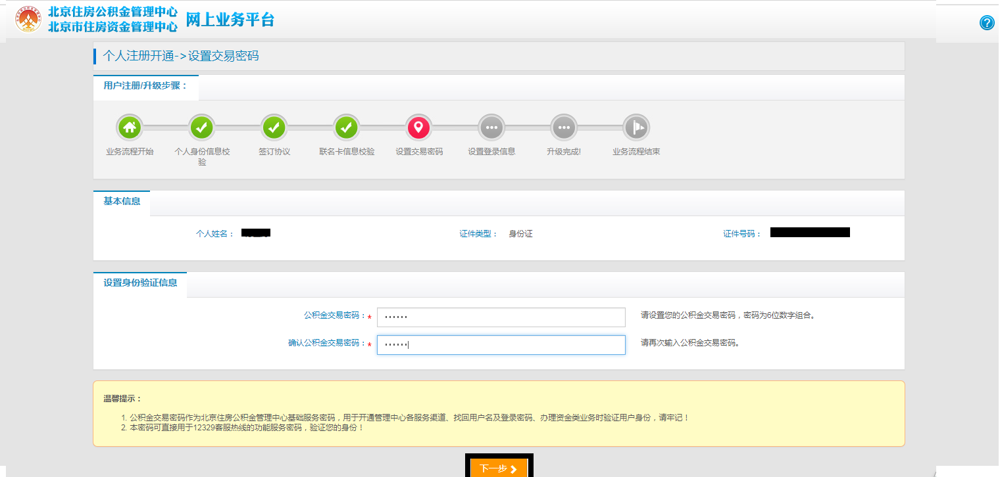 北京住房公积金管理中心
北京市住房资金管理中心
网上业务平台
?
个人注册开通->设置交易密码
用户注册/升级步骤：
业务流程开始
个人身份信息校
验
签订协议
联名卡信息校验
设置交易密码
设置登录信息
升级完成!
业务流程结束
基本信息
个人姓名：
证件类型： 身份证
证件号码：
设置身份验证信息
公积金交易密码：* ······ 请设置您的公积金交易密码，密码为6位数字组合。
确认公积金交易密码：* ······ 请再次输入公积金交易密码。
温馨提示：
1. 公积金交易密码作为北京住房公积金管理中心基础服务密码，用于开通管理中心各服务渠道、找回用户名及登录密码、办理资金类业务时验证用户身份，请牢记！
2. 本密码可直接用于12329客服热线的功能服务密码，验证您的身份！
下一步